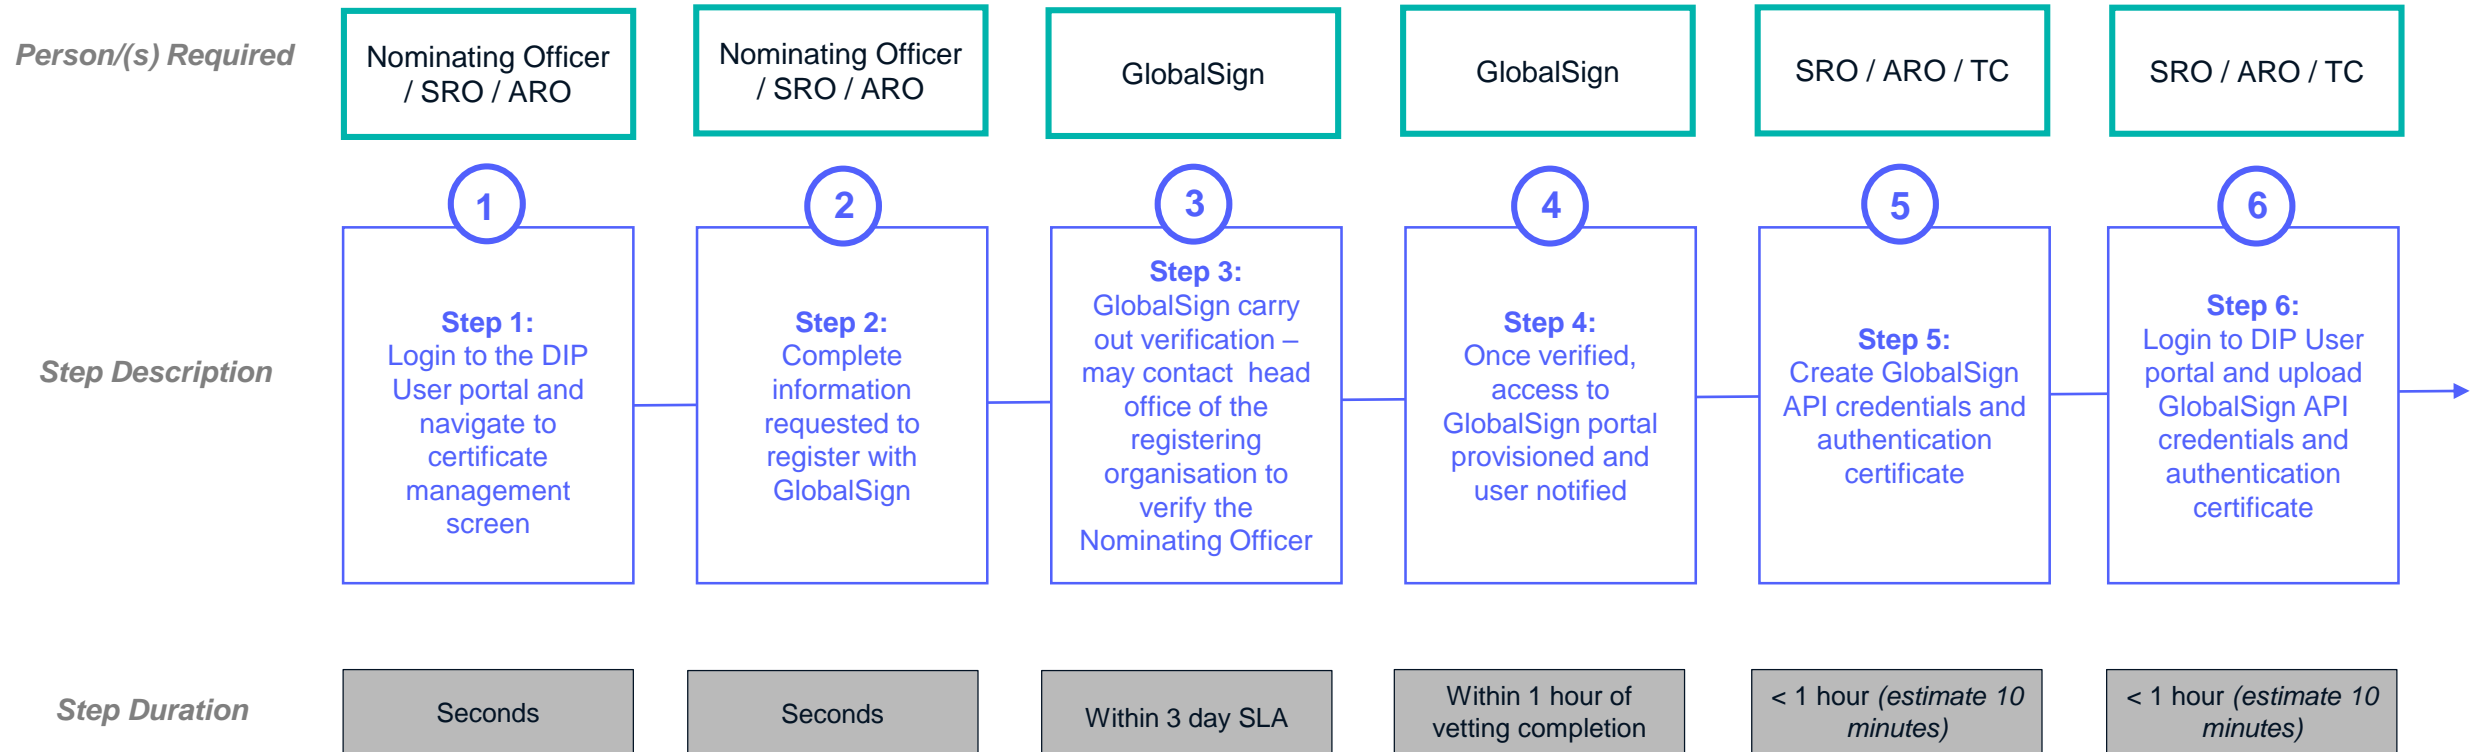 Person/(s) Required
Nominating Officer
/ SRO / ARO
Nominating Officer
/ SRO / ARO
GlobalSign
GlobalSign
SRO / ARO / TC
SRO / ARO / TC
1
2
3
4
5
6
Step Description
Step 1:
Login to the DIP
User portal and
navigate to
certificate
management
screen
Step 2:
Complete
information
requested to
register with
GlobalSign
Step 3:
GlobalSign carry
out verification –
may contact  head
office of the
registering
organisation to
verify the
Nominating Officer
Step 4:
Once verified,
access to
GlobalSign portal
provisioned and
user notified
Step 5:
Create GlobalSign
API credentials and
authentication
certificate
Step 6:
Login to DIP User
portal and upload
GlobalSign API
credentials and
authentication
certificate
Step Duration
Seconds
Seconds
Within 3 day SLA
Within 1 hour of
vetting completion
< 1 hour (estimate 10
minutes)
< 1 hour (estimate 10
minutes)